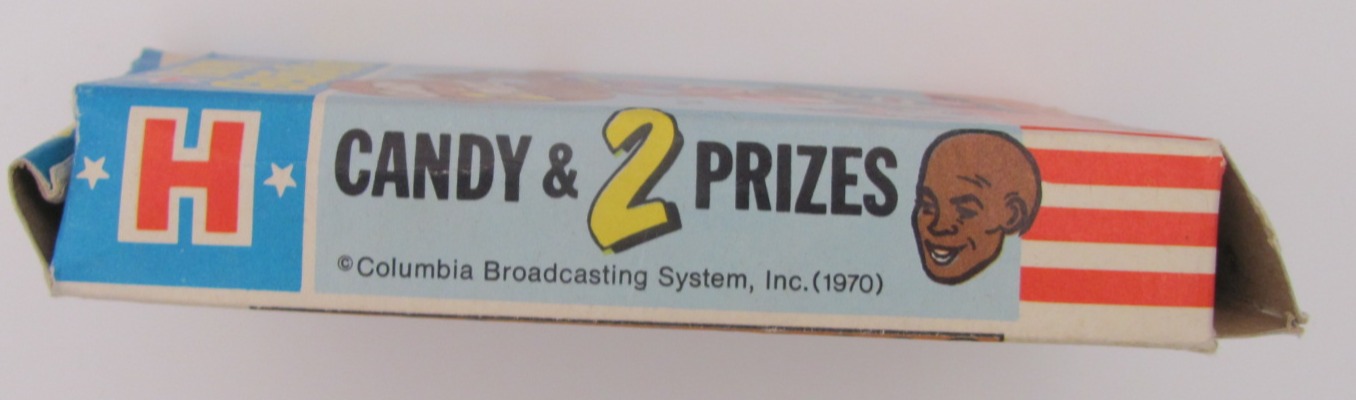 H
CANDY & 2 PRIZES
©Columbia Broadcasting System, Inc.(1970)